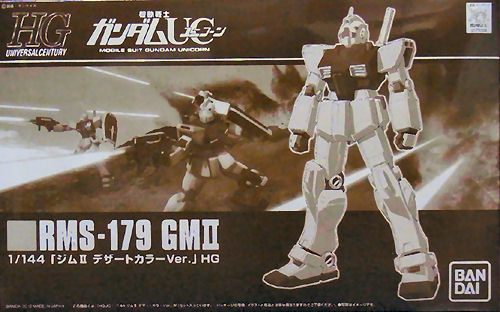 HG
UNIVERSAL CENTURY
機動戦士
ガンダムUC
ユニコーン
MOBILE SUIT GUNDAM UNICORN
RMS-179 GMII
1/144「ジムII デザートカラーVer.」HG
BAN
DAI